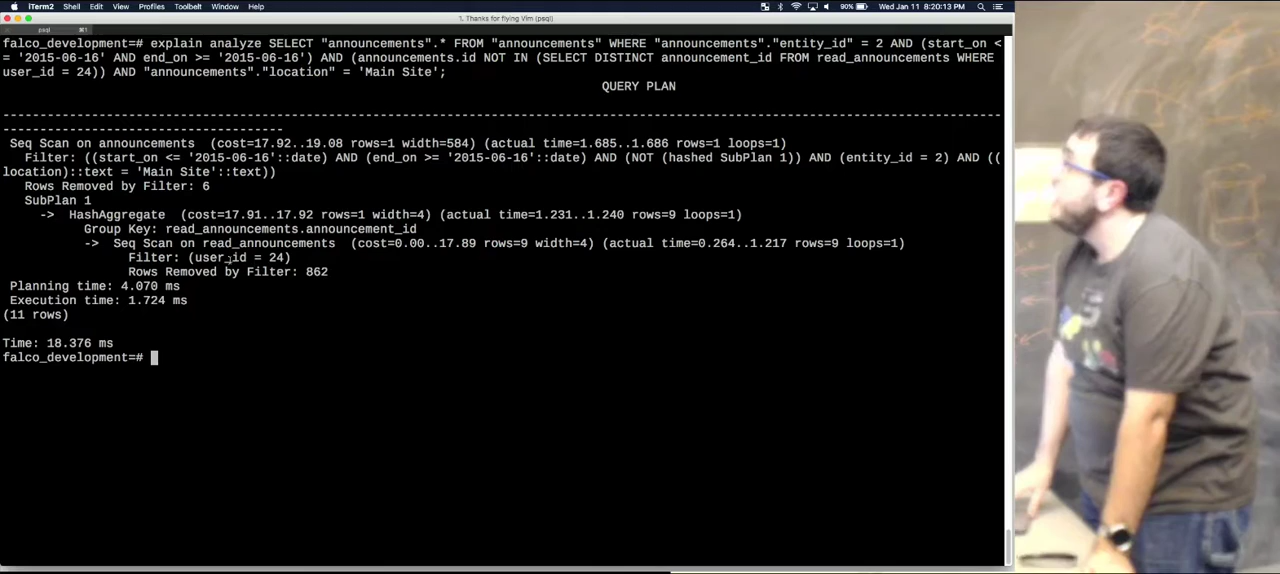 iTerm2 Shell Edit View Profiles Toolbelt Window Help 90% Wed Jan 11 8:20:13 PM
1. Thanks for flying Vim (psql)
psql ⌘1
falco_development=# explain analyze SELECT "announcements".* FROM "announcements" WHERE "announcements"."entity_id" = 2 AND (start_on <
= '2015-06-16' AND end_on >= '2015-06-16') AND (announcements.id NOT IN (SELECT DISTINCT announcement_id FROM read_announcements WHERE
user_id = 24)) AND "announcements"."location" = 'Main Site';
QUERY PLAN
Seq Scan on announcements (cost=17.92..19.08 rows=1 width=584) (actual time=1.685..1.686 rows=1 loops=1)
Filter: ((start_on <= '2015-06-16'::date) AND (end_on >= '2015-06-16'::date) AND (NOT (hashed SubPlan 1)) AND (entity_id = 2) AND ((
location)::text = 'Main Site'::text))
Rows Removed by Filter: 6
SubPlan 1
-> HashAggregate (cost=17.91..17.92 rows=1 width=4) (actual time=1.231..1.240 rows=9 loops=1)
Group Key: read_announcements.announcement_id
-> Seq Scan on read_announcements (cost=0.00..17.89 rows=9 width=4) (actual time=0.264..1.217 rows=9 loops=1)
Filter: (user_id = 24)
Rows Removed by Filter: 862
Planning time: 4.070 ms
Execution time: 1.724 ms
(11 rows)
Time: 18.376 ms
falco_development=#